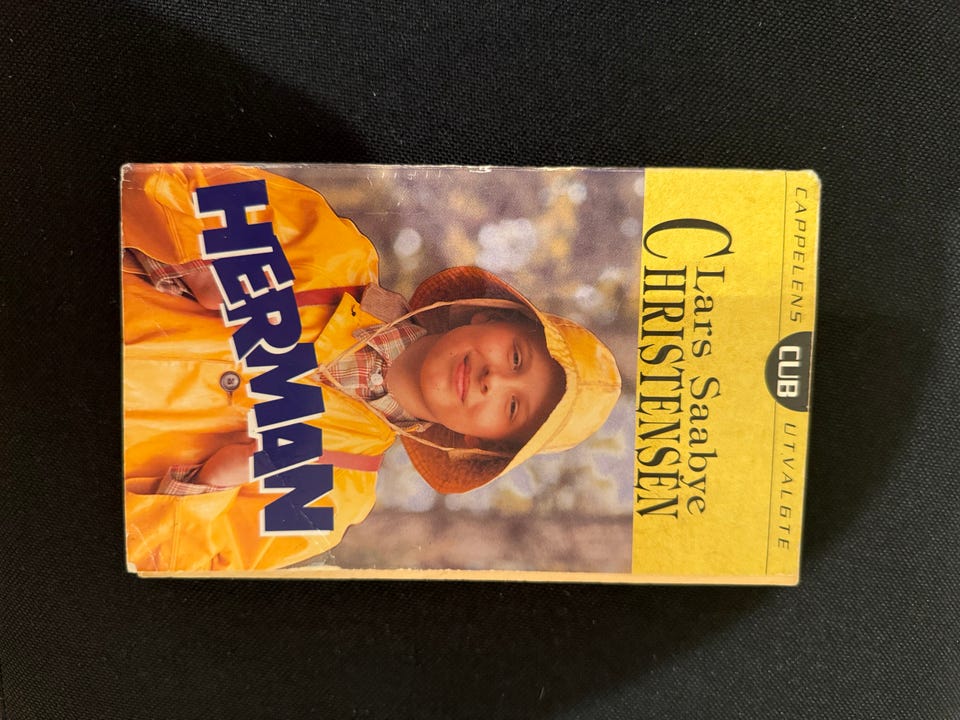 CAPPELENS CUB UTVALGTE
Lars Saabye
CHRISTENSEN
HERMAN